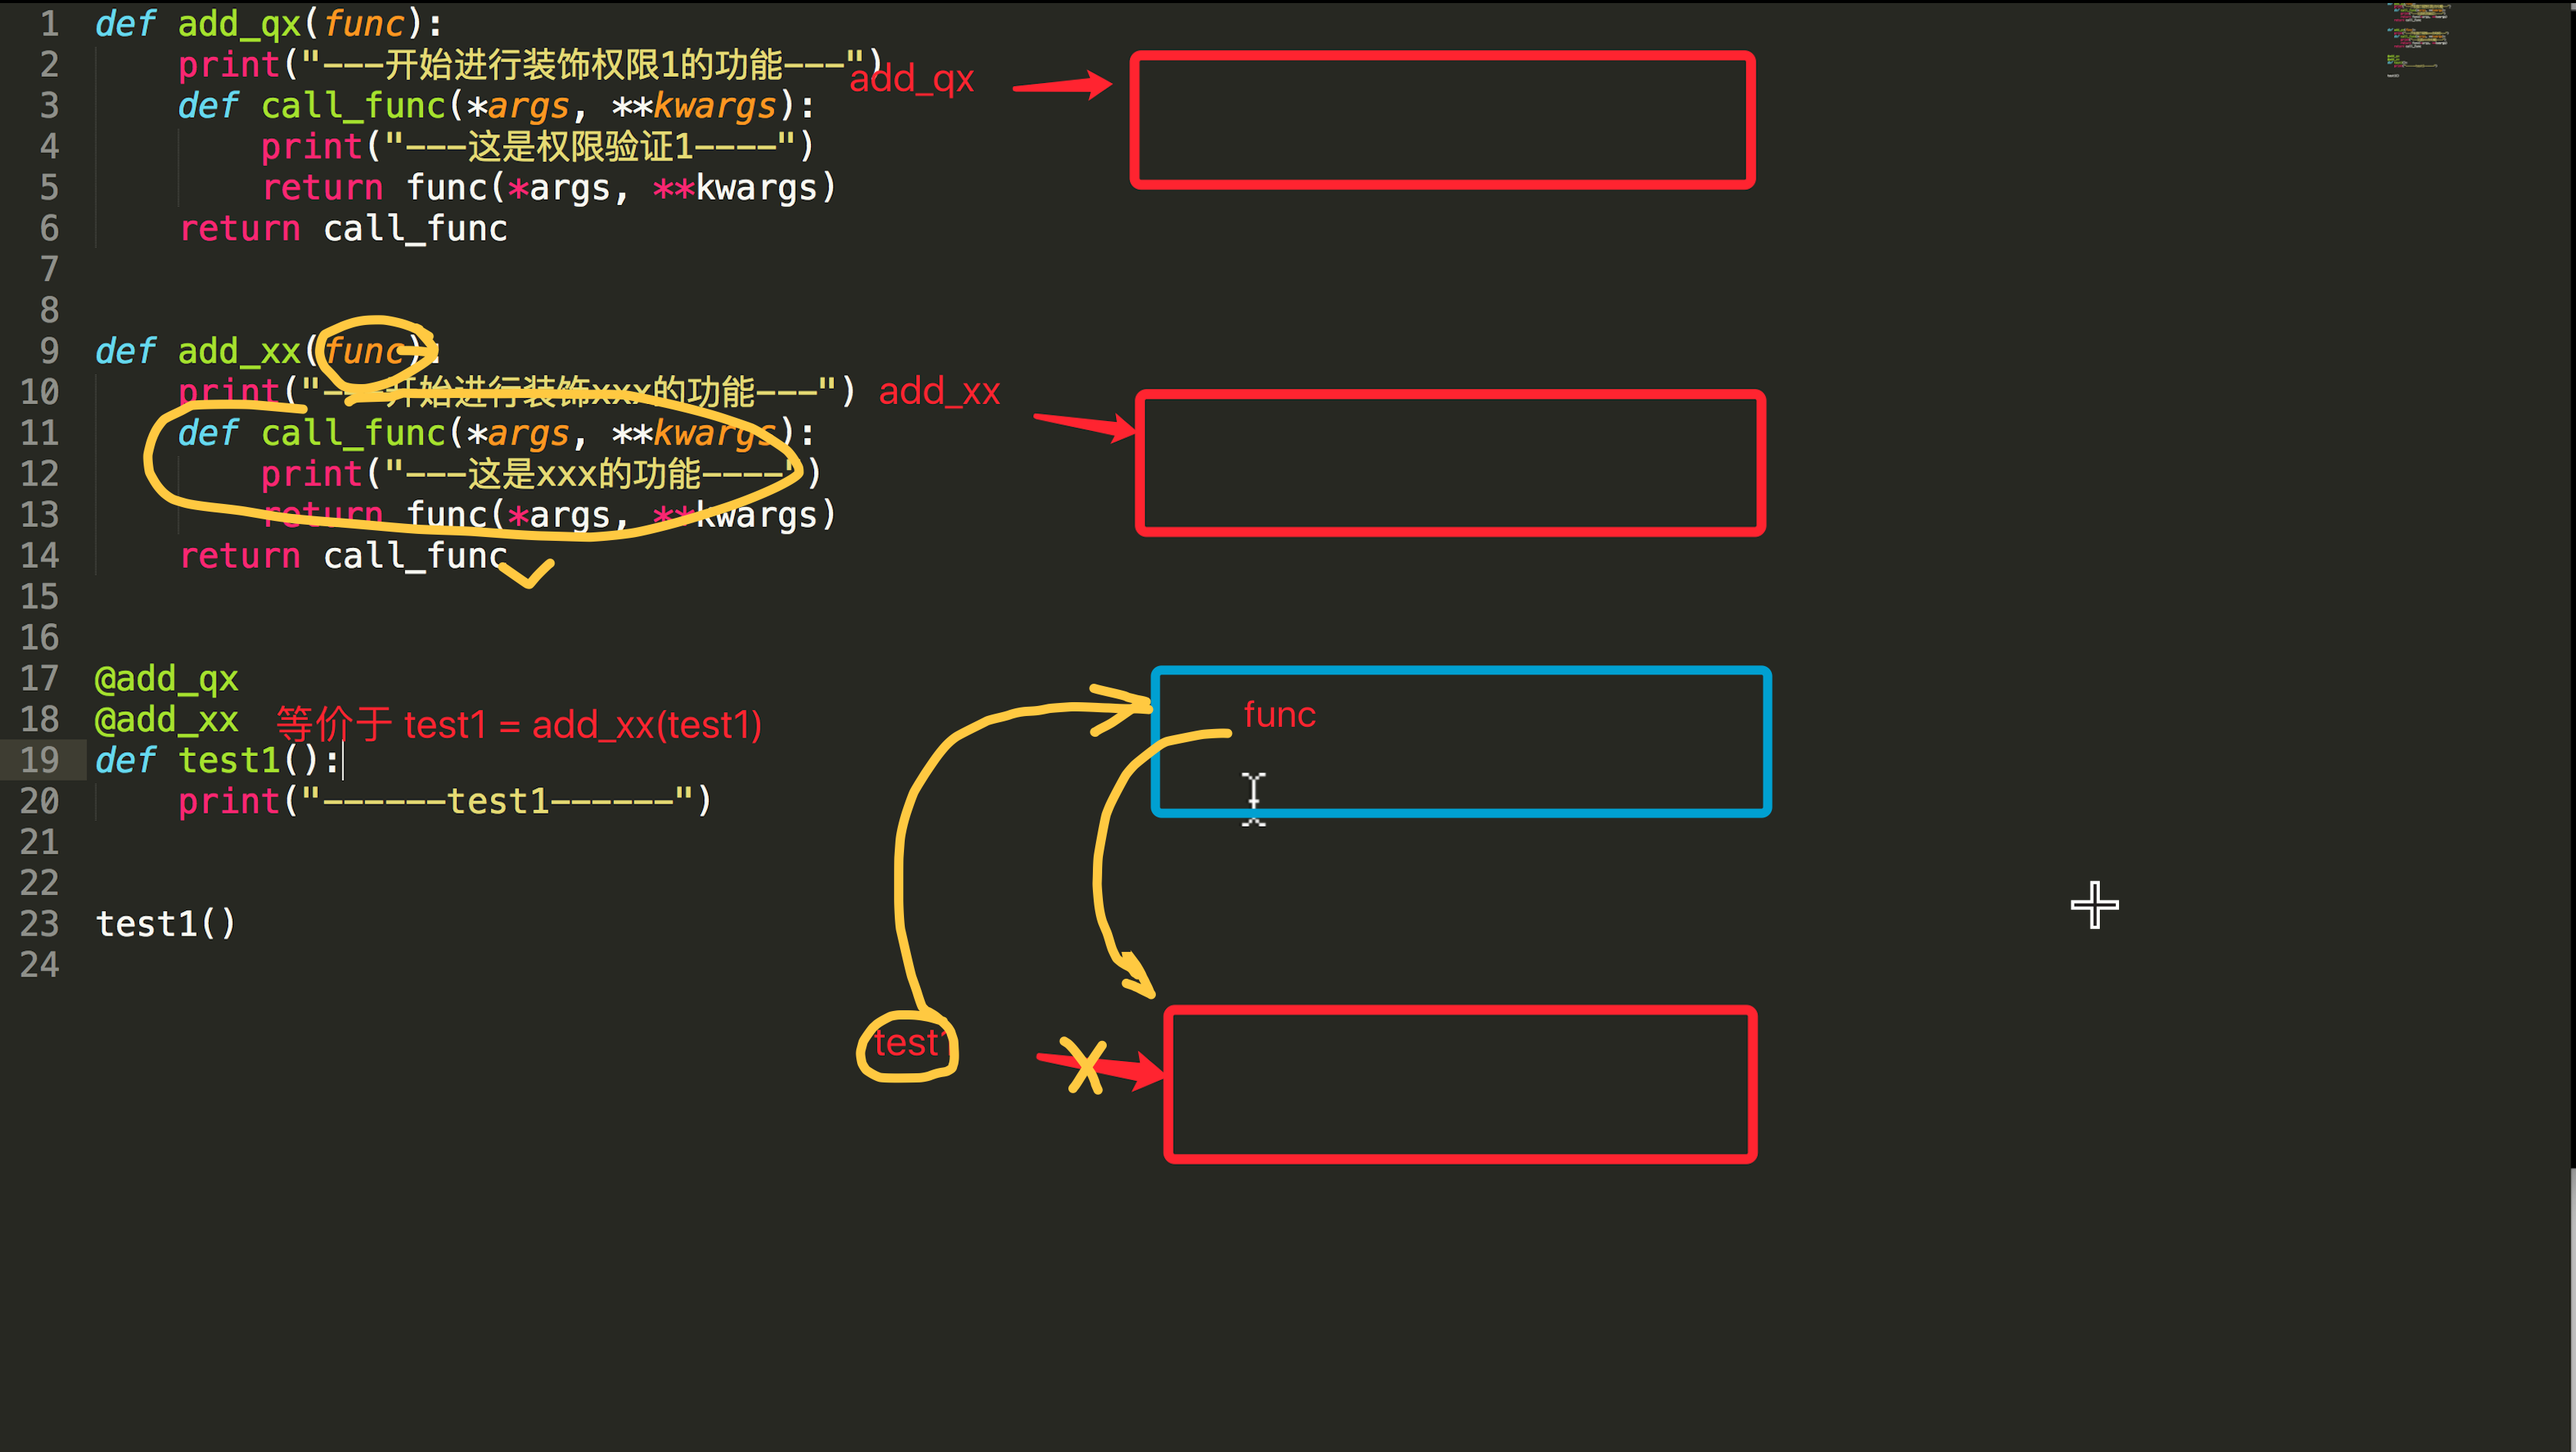 1 def add_qx(func):
2     print("---开始进行装饰权限1的功能---")
3     def call_func(*args, **kwargs):
4         print("---这是权限验证1----")
5         return func(*args, **kwargs)
6     return call_func
7
8
9 def add_xx(func):
10     print("---开始进行装饰xxx的功能---")
11     def call_func(*args, **kwargs):
12         print("---这是xxx的功能----")
13         return func(*args, **kwargs)
14     return call_func
15
16
17 @add_qx
18 @add_xx 等价于 test1 = add_xx(test1)
19 def test1():
20     print("------test1------")
21
22
23 test1()
24
add_qx
add_xx
func
test1